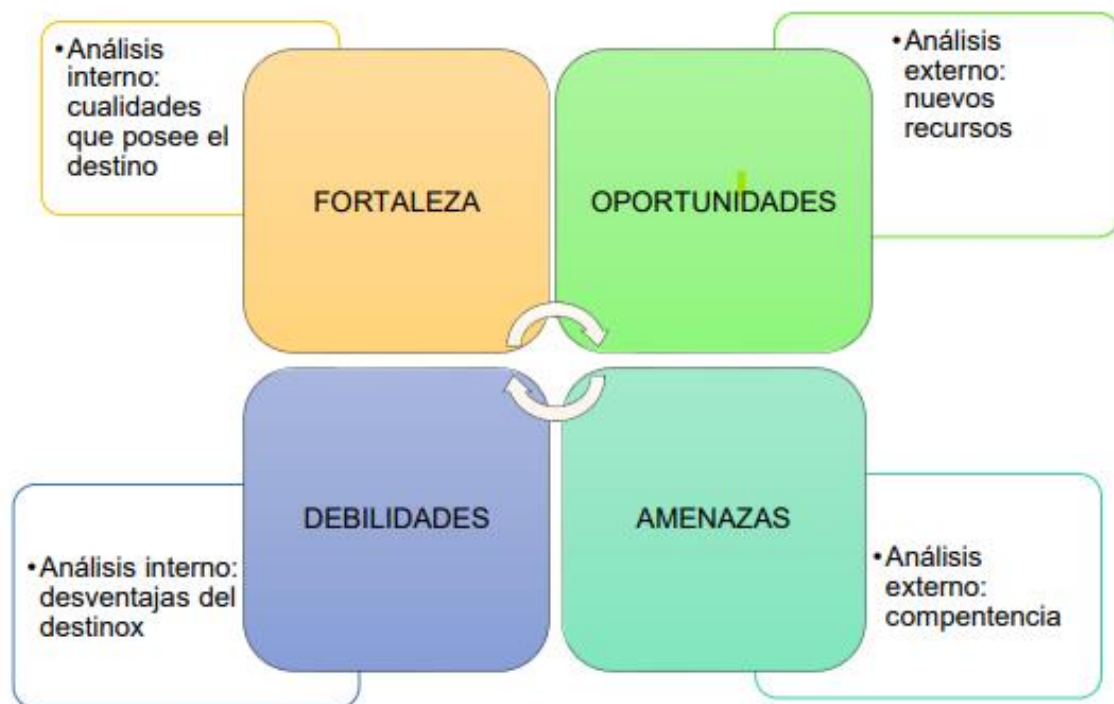 •Análisis
interno:
cualidades
que posee el
destino
FORTALEZA
OPORTUNIDADES
•Análisis
externo:
nuevos
recursos
DEBILIDADES
•Análisis interno:
desventajas del
destinox
AMENAZAS
•Análisis
externo:
compentencia